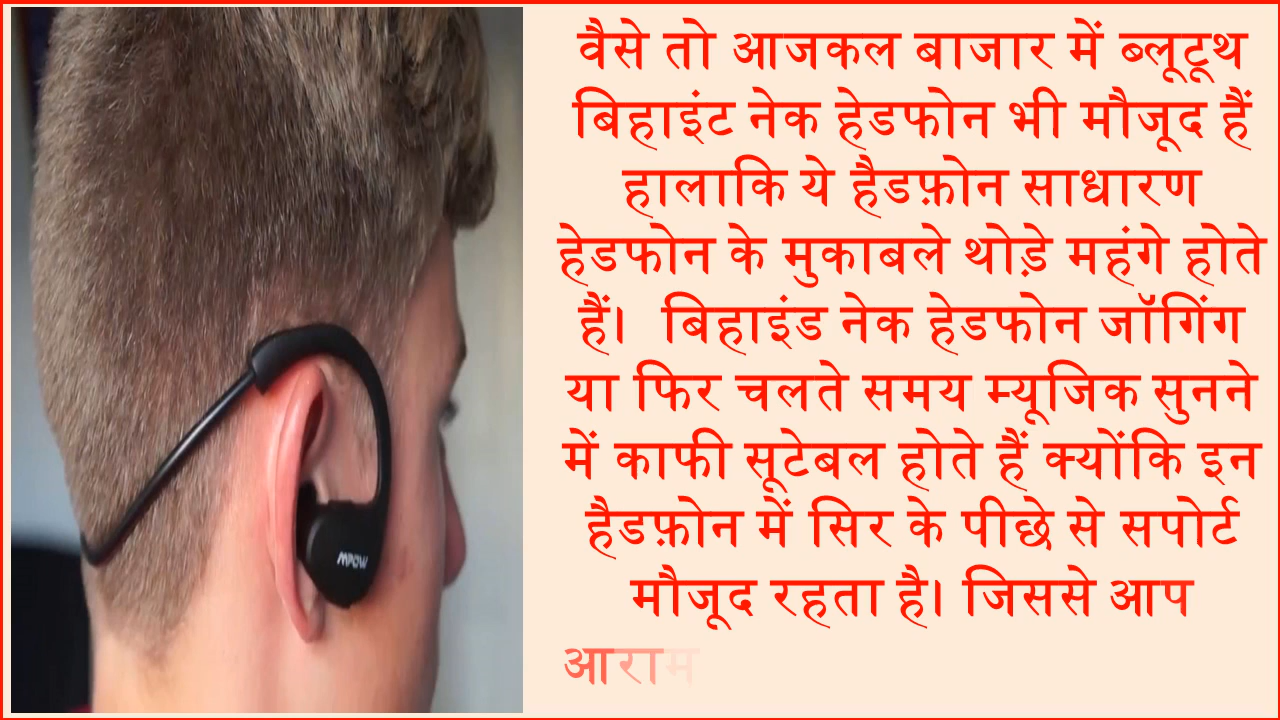 वैसे तो आजकल बाजार में ब्लूटूथ
बिहाइंट नेक हेडफोन भी मौजूद हैं
हालाकि ये हैडफ़ोन साधारण
हेडफोन के मुकाबले थोड़े महंगे होते
हैं। बिहाइंड नेक हेडफोन जॉगिंग
या फिर चलते समय म्यूजिक सुनने
में काफी सूटेबल होते हैं क्योंकि इन
हैडफ़ोन में सिर के पीछे से सपोर्ट
मौजूद रहता है। जिससे आप
आराम
MPOW